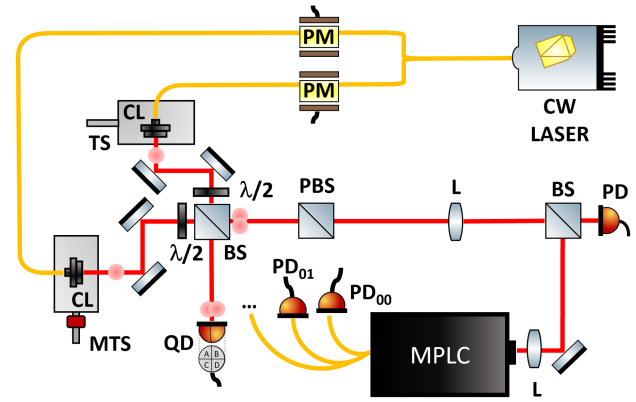 PM
PM
CW
LASER
CL
TS
λ/2
PBS
L
BS
PD
λ/2
BS
CL
MTS
QD
A B
C D
...
PD01
PD00
MPLC
L